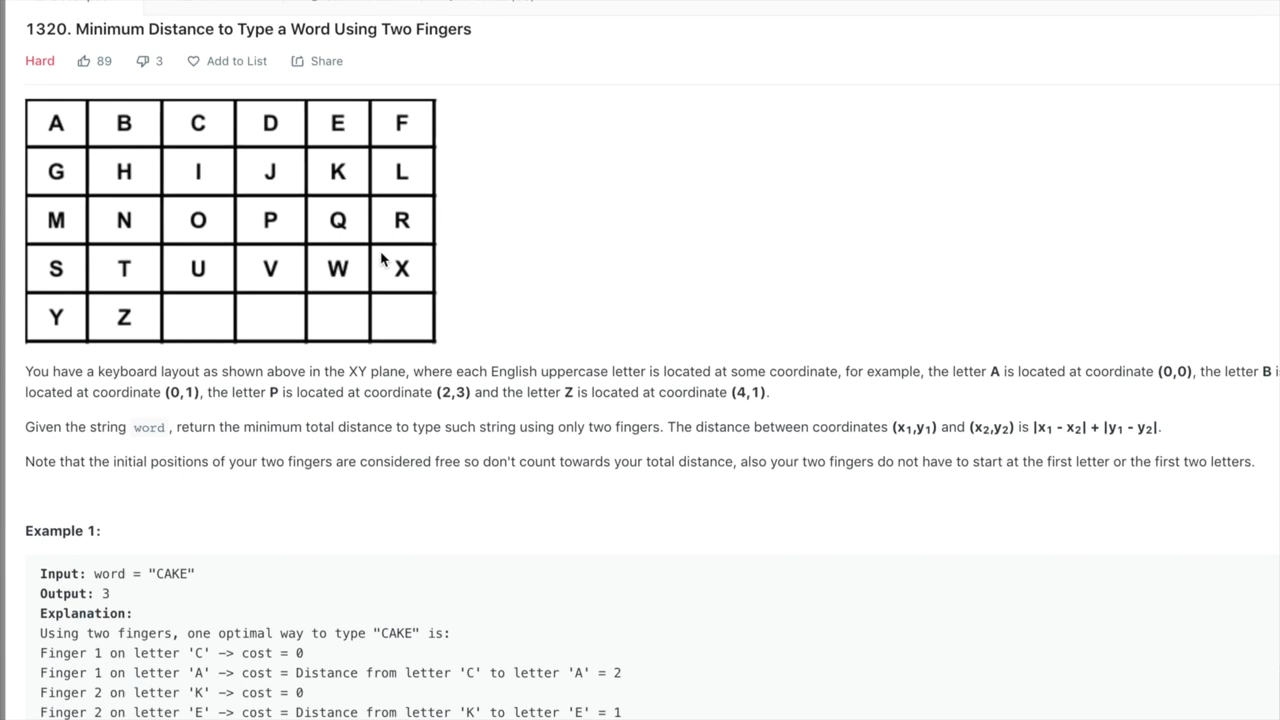 1320. Minimum Distance to Type a Word Using Two Fingers
Hard 89 3 Add to List Share
A B C D E F
G H I J K L
M N O P Q R
S T U V W X
Y Z
You have a keyboard layout as shown above in the XY plane, where each English uppercase letter is located at some coordinate, for example, the letter A is located at coordinate (0,0), the letter B
located at coordinate (0,1), the letter P is located at coordinate (2,3) and the letter Z is located at coordinate (4,1).
Given the string word, return the minimum total distance to type such string using only two fingers. The distance between coordinates (x1,y1) and (x2,y2) is |x1 - x2| + |y1 - y2|.
Note that the initial positions of your two fingers are considered free so don't count towards your total distance, also your two fingers do not have to start at the first letter or the first two letters.
Example 1:
Input: word = "CAKE"
Output: 3
Explanation:
Using two fingers, one optimal way to type "CAKE" is:
Finger 1 on letter 'C' -> cost = 0
Finger 1 on letter 'A' -> cost = Distance from letter 'C' to letter 'A' = 2
Finger 2 on letter 'K' -> cost = 0
Finger 2 on letter 'E' -> cost = Distance from letter 'K' to letter 'E' = 1